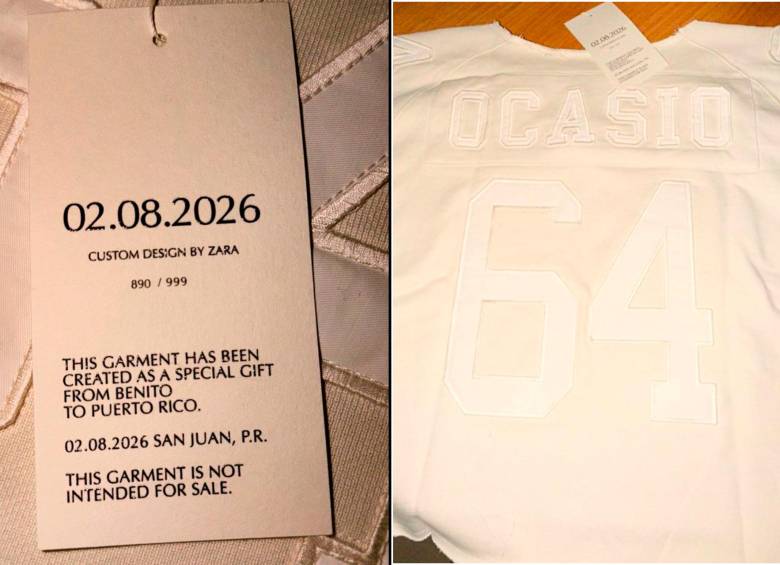 02.08.2026
CUSTOM DESIGN BY ZARA
890 / 999
THIS GARMENT HAS BEEN
CREATED AS A SPECIAL GIFT
FROM BENITO
TO PUERTO RICO.
02.08.2026 SAN JUAN, P.R.
THIS GARMENT IS NOT
INTENDED FOR SALE.
02.08.2026
OCASIO
64